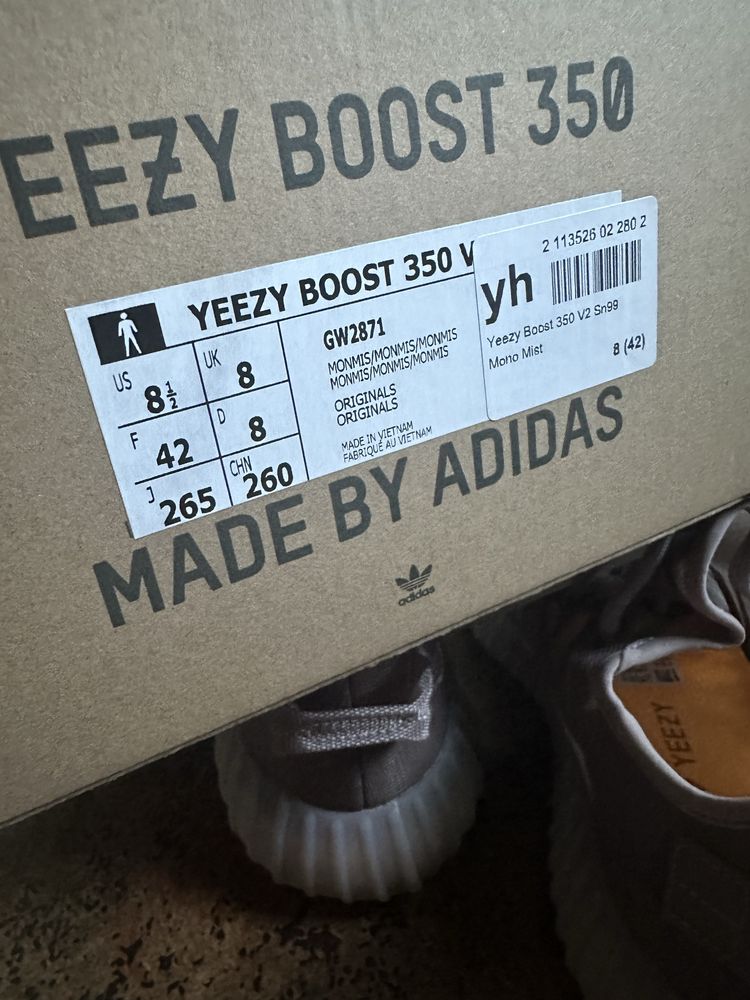 EEZY BOOST 350
YEEZY BOOST 350 V
US 8½
UK 8
F 42
D 8
J 265
CHN 260
GW2871
MONMIS/MONMIS/MONMIS
MONMIS/MONMIS/MONMIS
ORIGINALS
ORIGINALS
MADE IN VIETNAM
FABRIQUÉ AU VIETNAM
2 113526 02 280 2
yh
Yeezy Boost 350 V2 Sn99
Mono Mist
8 (42)
MADE BY ADIDAS
adidas
YEEZY